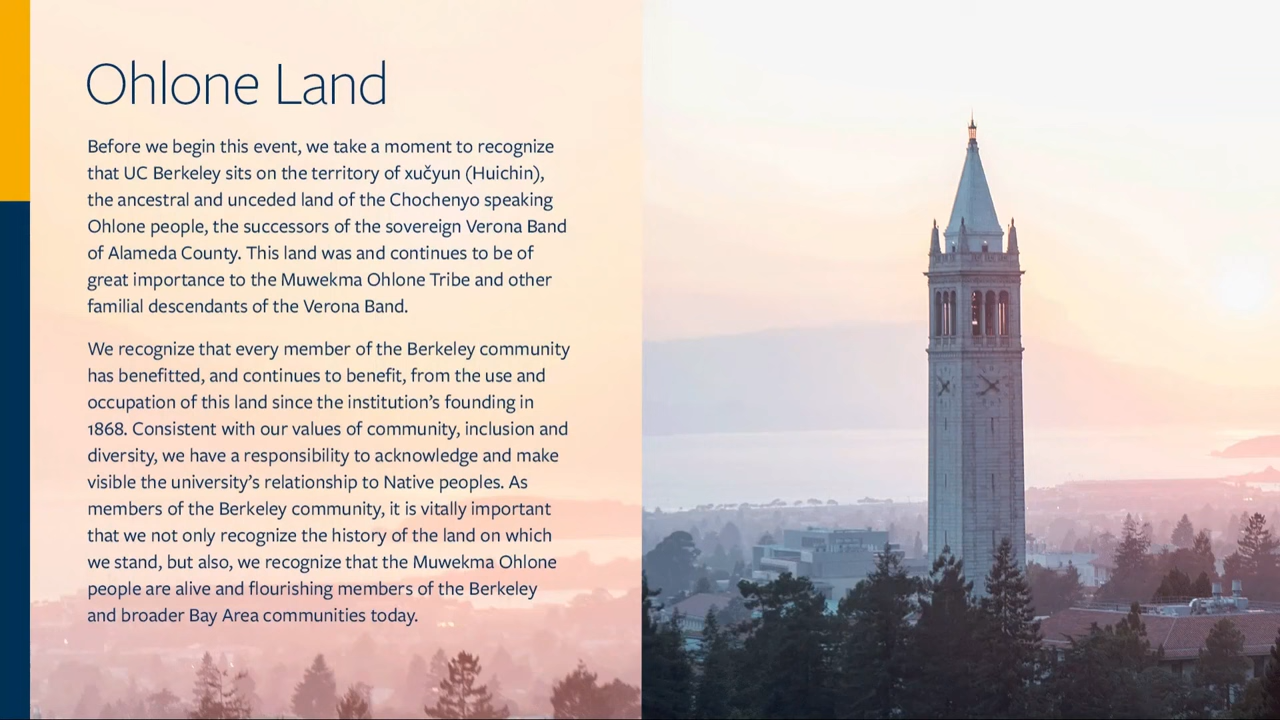 Ohlone Land
Before we begin this event, we take a moment to recognize
that UC Berkeley sits on the territory of xučyun (Huichin),
the ancestral and unceded land of the Chochenyo speaking
Ohlone people, the successors of the sovereign Verona Band
of Alameda County. This land was and continues to be of
great importance to the Muwekma Ohlone Tribe and other
familial descendants of the Verona Band.
We recognize that every member of the Berkeley community
has benefitted, and continues to benefit, from the use and
occupation of this land since the institution’s founding in
1868. Consistent with our values of community, inclusion and
diversity, we have a responsibility to acknowledge and make
visible the university’s relationship to Native peoples. As
members of the Berkeley community, it is vitally important
that we not only recognize the history of the land on which
we stand, but also, we recognize that the Muwekma Ohlone
people are alive and flourishing members of the Berkeley
and broader Bay Area communities today.